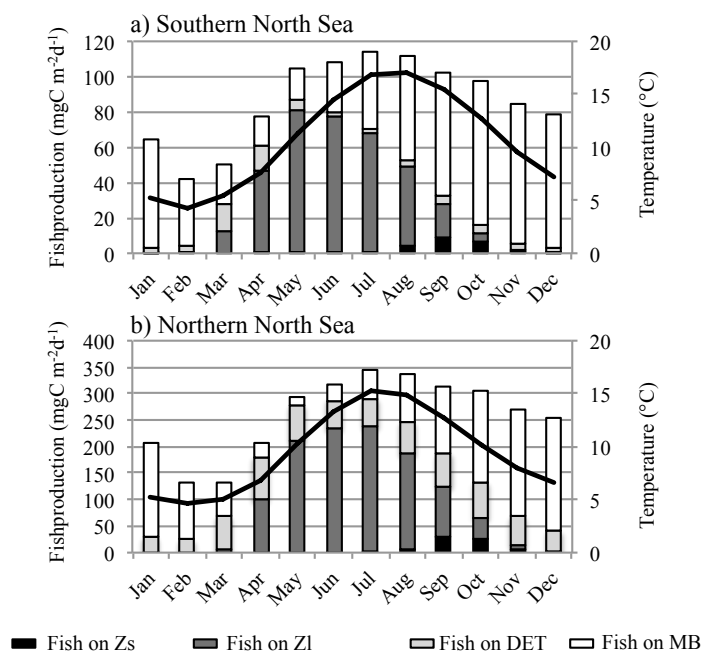 a) Southern North Sea
Fishproduction (mgC m-2d-1)
120
100
80
60
40
20
0
20
15
10
5
0
Temperature (°C)
Jan Feb Mar Apr May Jun Jul Aug Sep Oct Nov Dec
b) Northern North Sea
Fishproduction (mgC m-2d-1)
400
350
300
250
200
150
100
50
0
20
15
10
5
0
Temperature (°C)
Jan Feb Mar Apr May Jun Jul Aug Sep Oct Nov Dec
Fish on Zs Fish on Zl Fish on DET Fish on MB